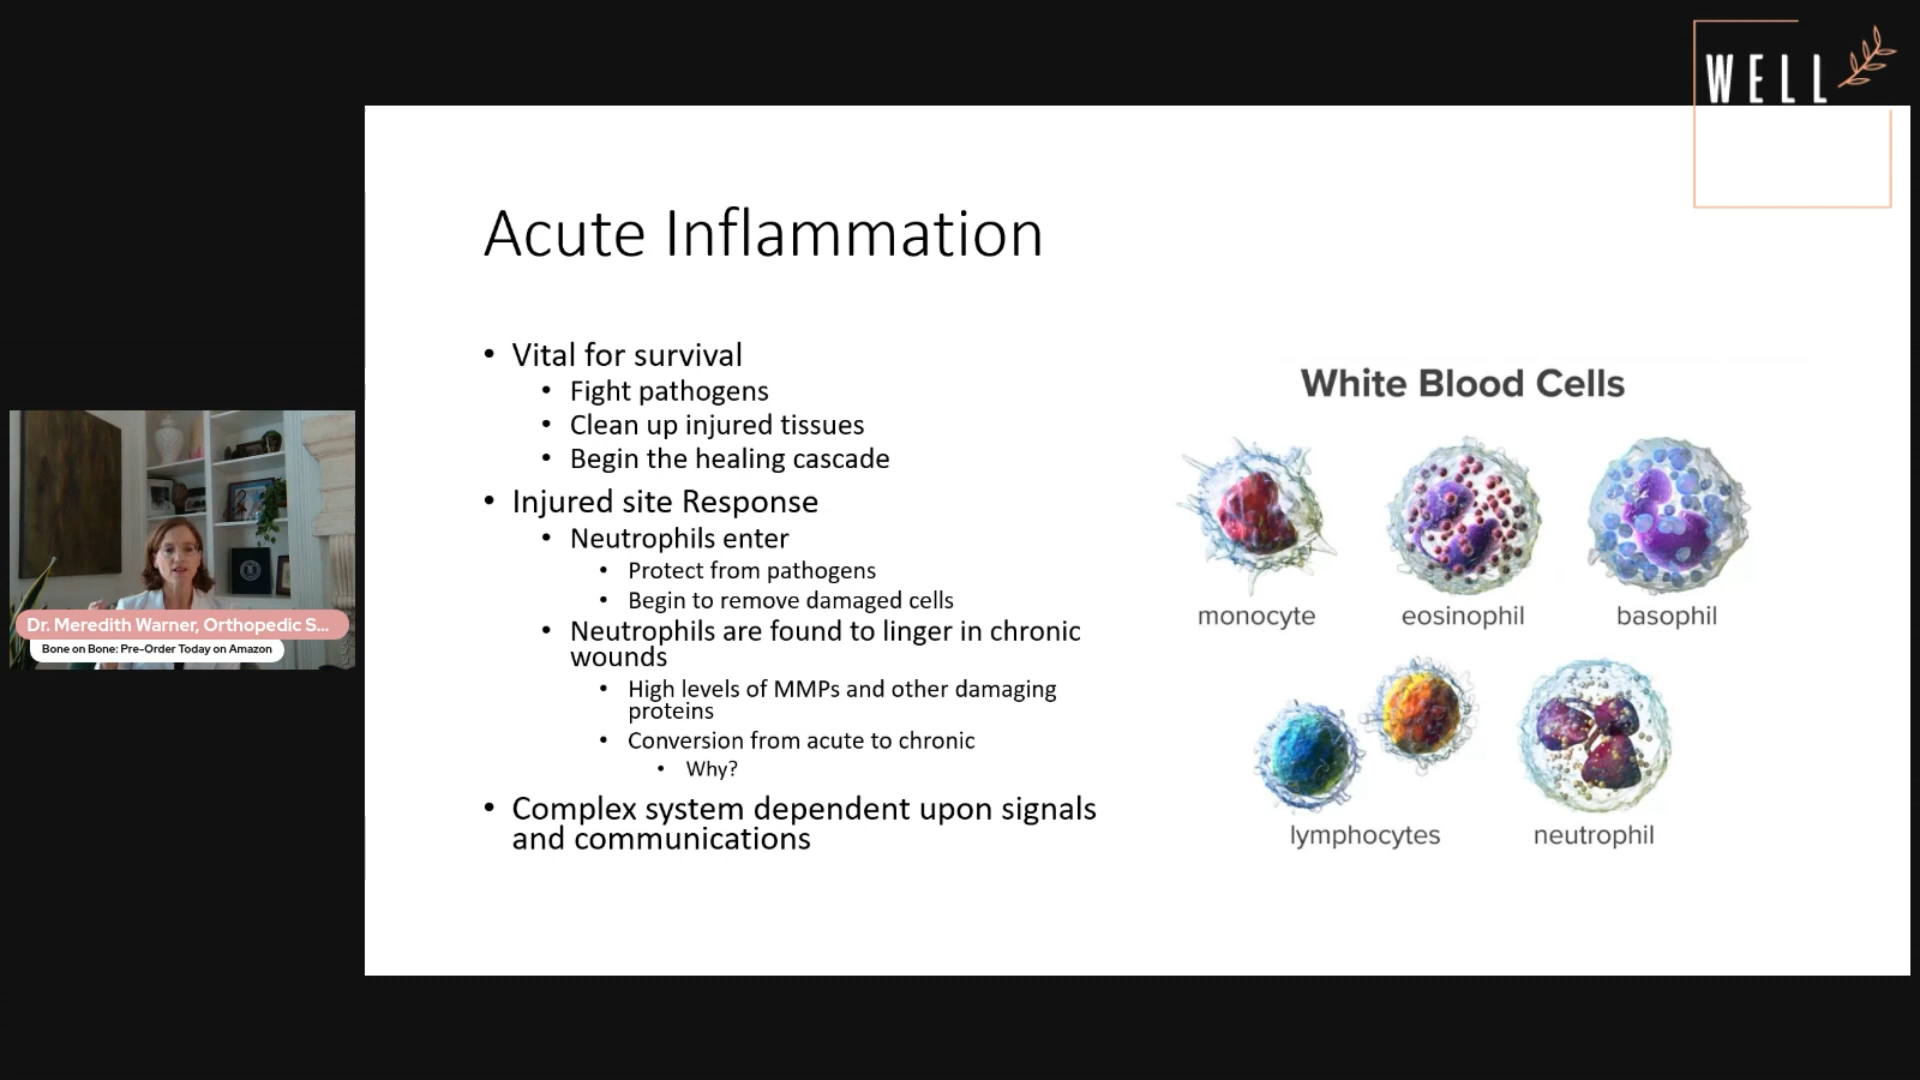 WELL
Acute Inflammation
• Vital for survival
• Fight pathogens
• Clean up injured tissues
• Begin the healing cascade
• Injured site Response
• Neutrophils enter
• Protect from pathogens
• Begin to remove damaged cells
• Neutrophils are found to linger in chronic
wounds
• High levels of MMPs and other damaging
proteins
• Conversion from acute to chronic
• Why?
• Complex system dependent upon signals
and communications
White Blood Cells
monocyte
eosinophil
basophil
lymphocytes
neutrophil
Dr. Meredith Warner, Orthopedic S...
Bone on Bone: Pre-Order Today on Amazon